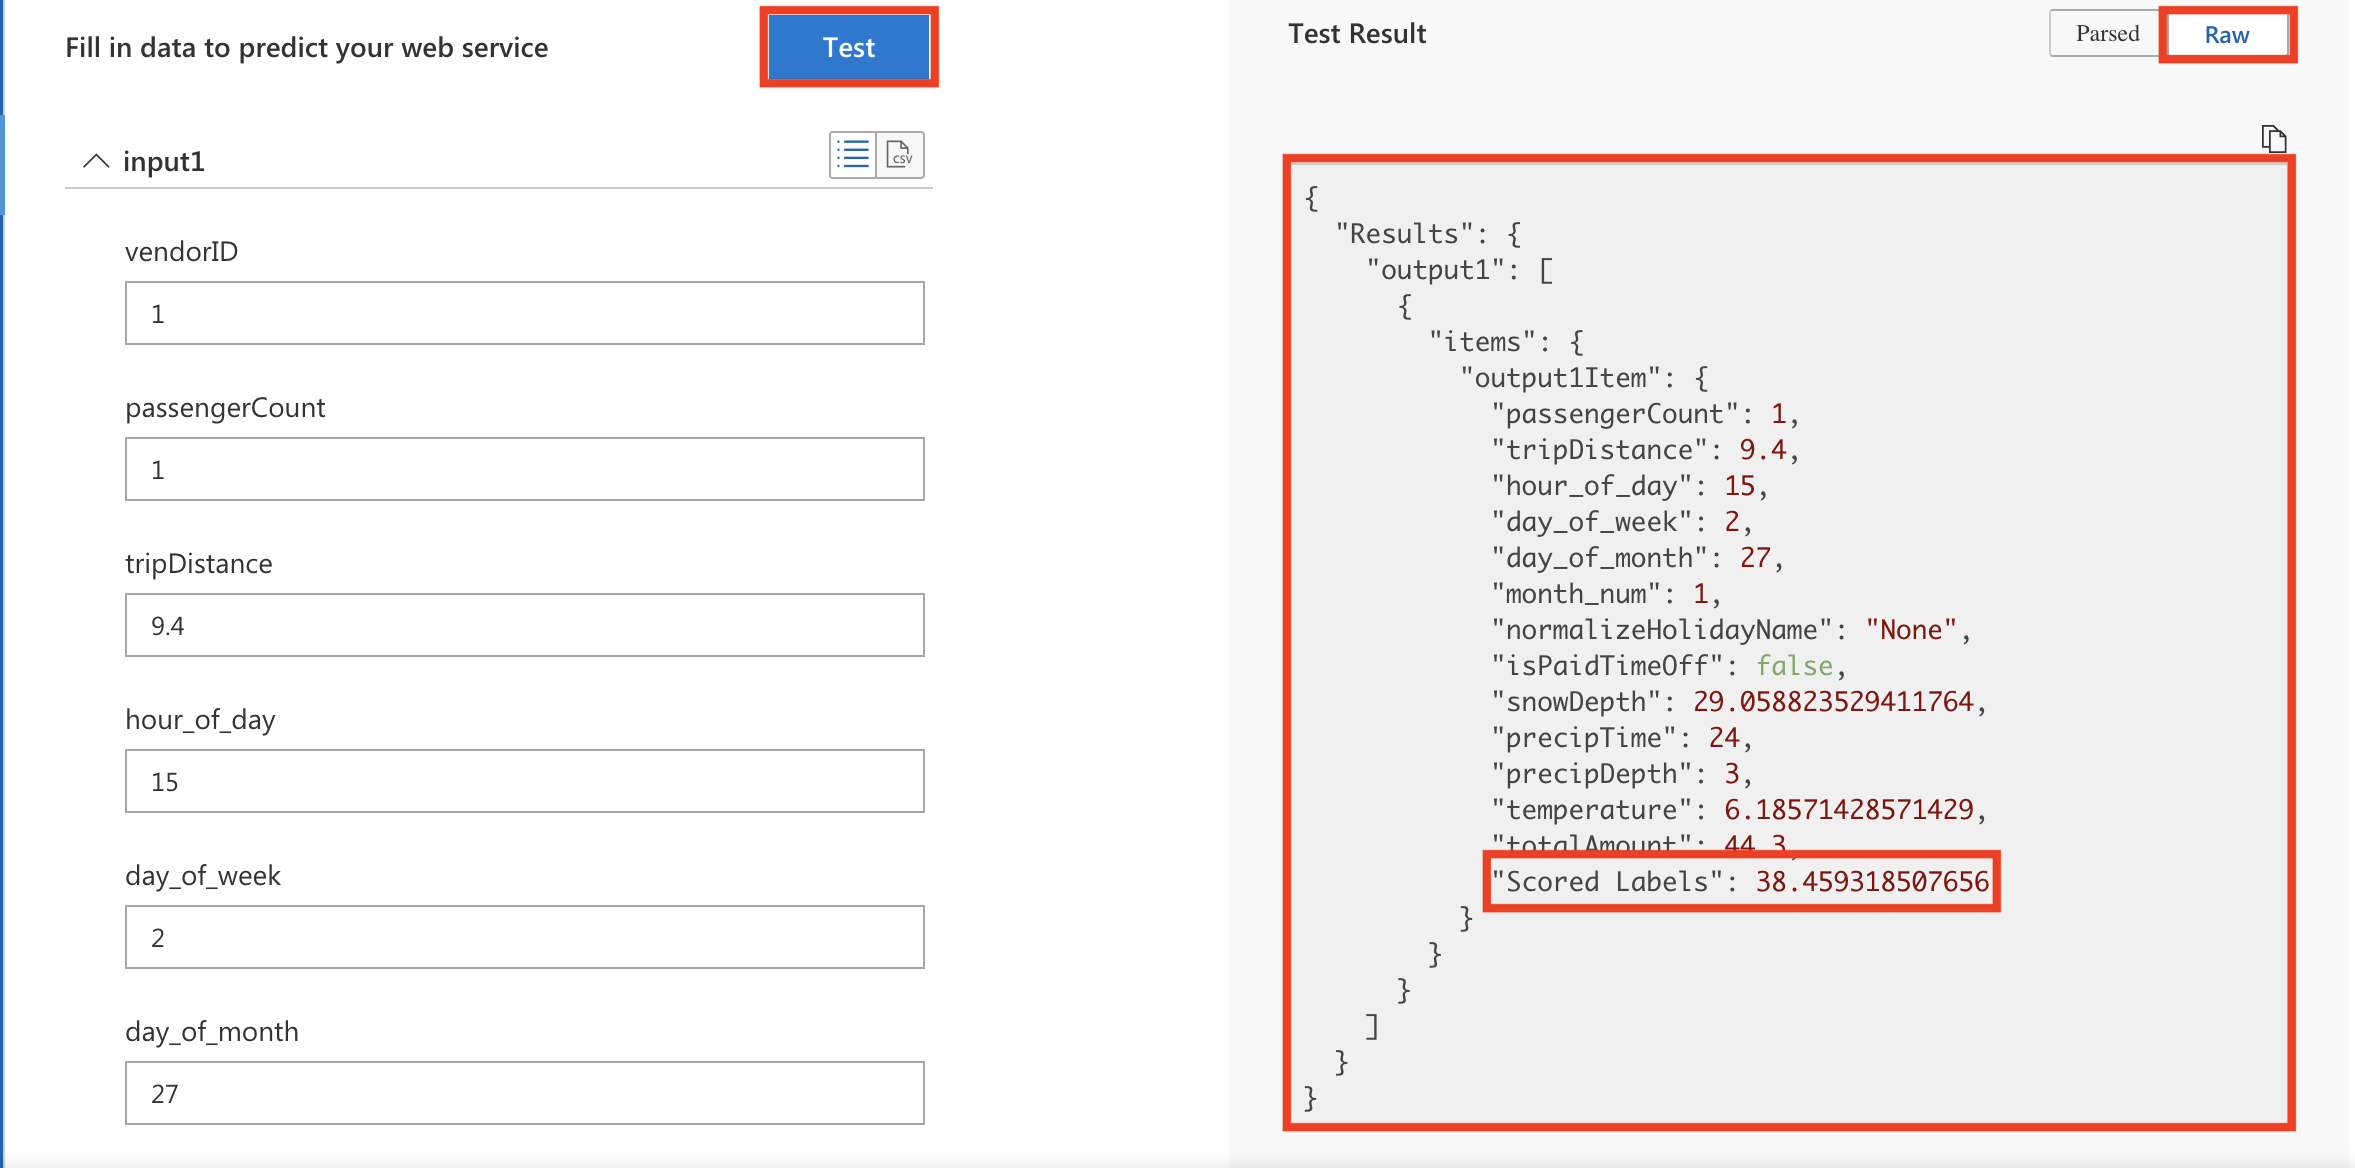 Fill in data to predict your web service
Test
input1
CSV
vendorID
1
passengerCount
1
tripDistance
9.4
hour_of_day
15
day_of_week
2
day_of_month
27
Test Result
Parsed
Raw
{
"Results": {
"output1": [
{
"items": {
"output1Item": {
"passengerCount": 1,
"tripDistance": 9.4,
"hour_of_day": 15,
"day_of_week": 2,
"day_of_month": 27,
"month_num": 1,
"normalizeHolidayName": "None",
"isPaidTimeOff": false,
"snowDepth": 29.058823529411764,
"precipTime": 24,
"precipDepth": 3,
"temperature": 6.18571428571429,
"totalAmount": 44.3,
"Scored Labels": 38.459318507656
}
}
}
]
}
}